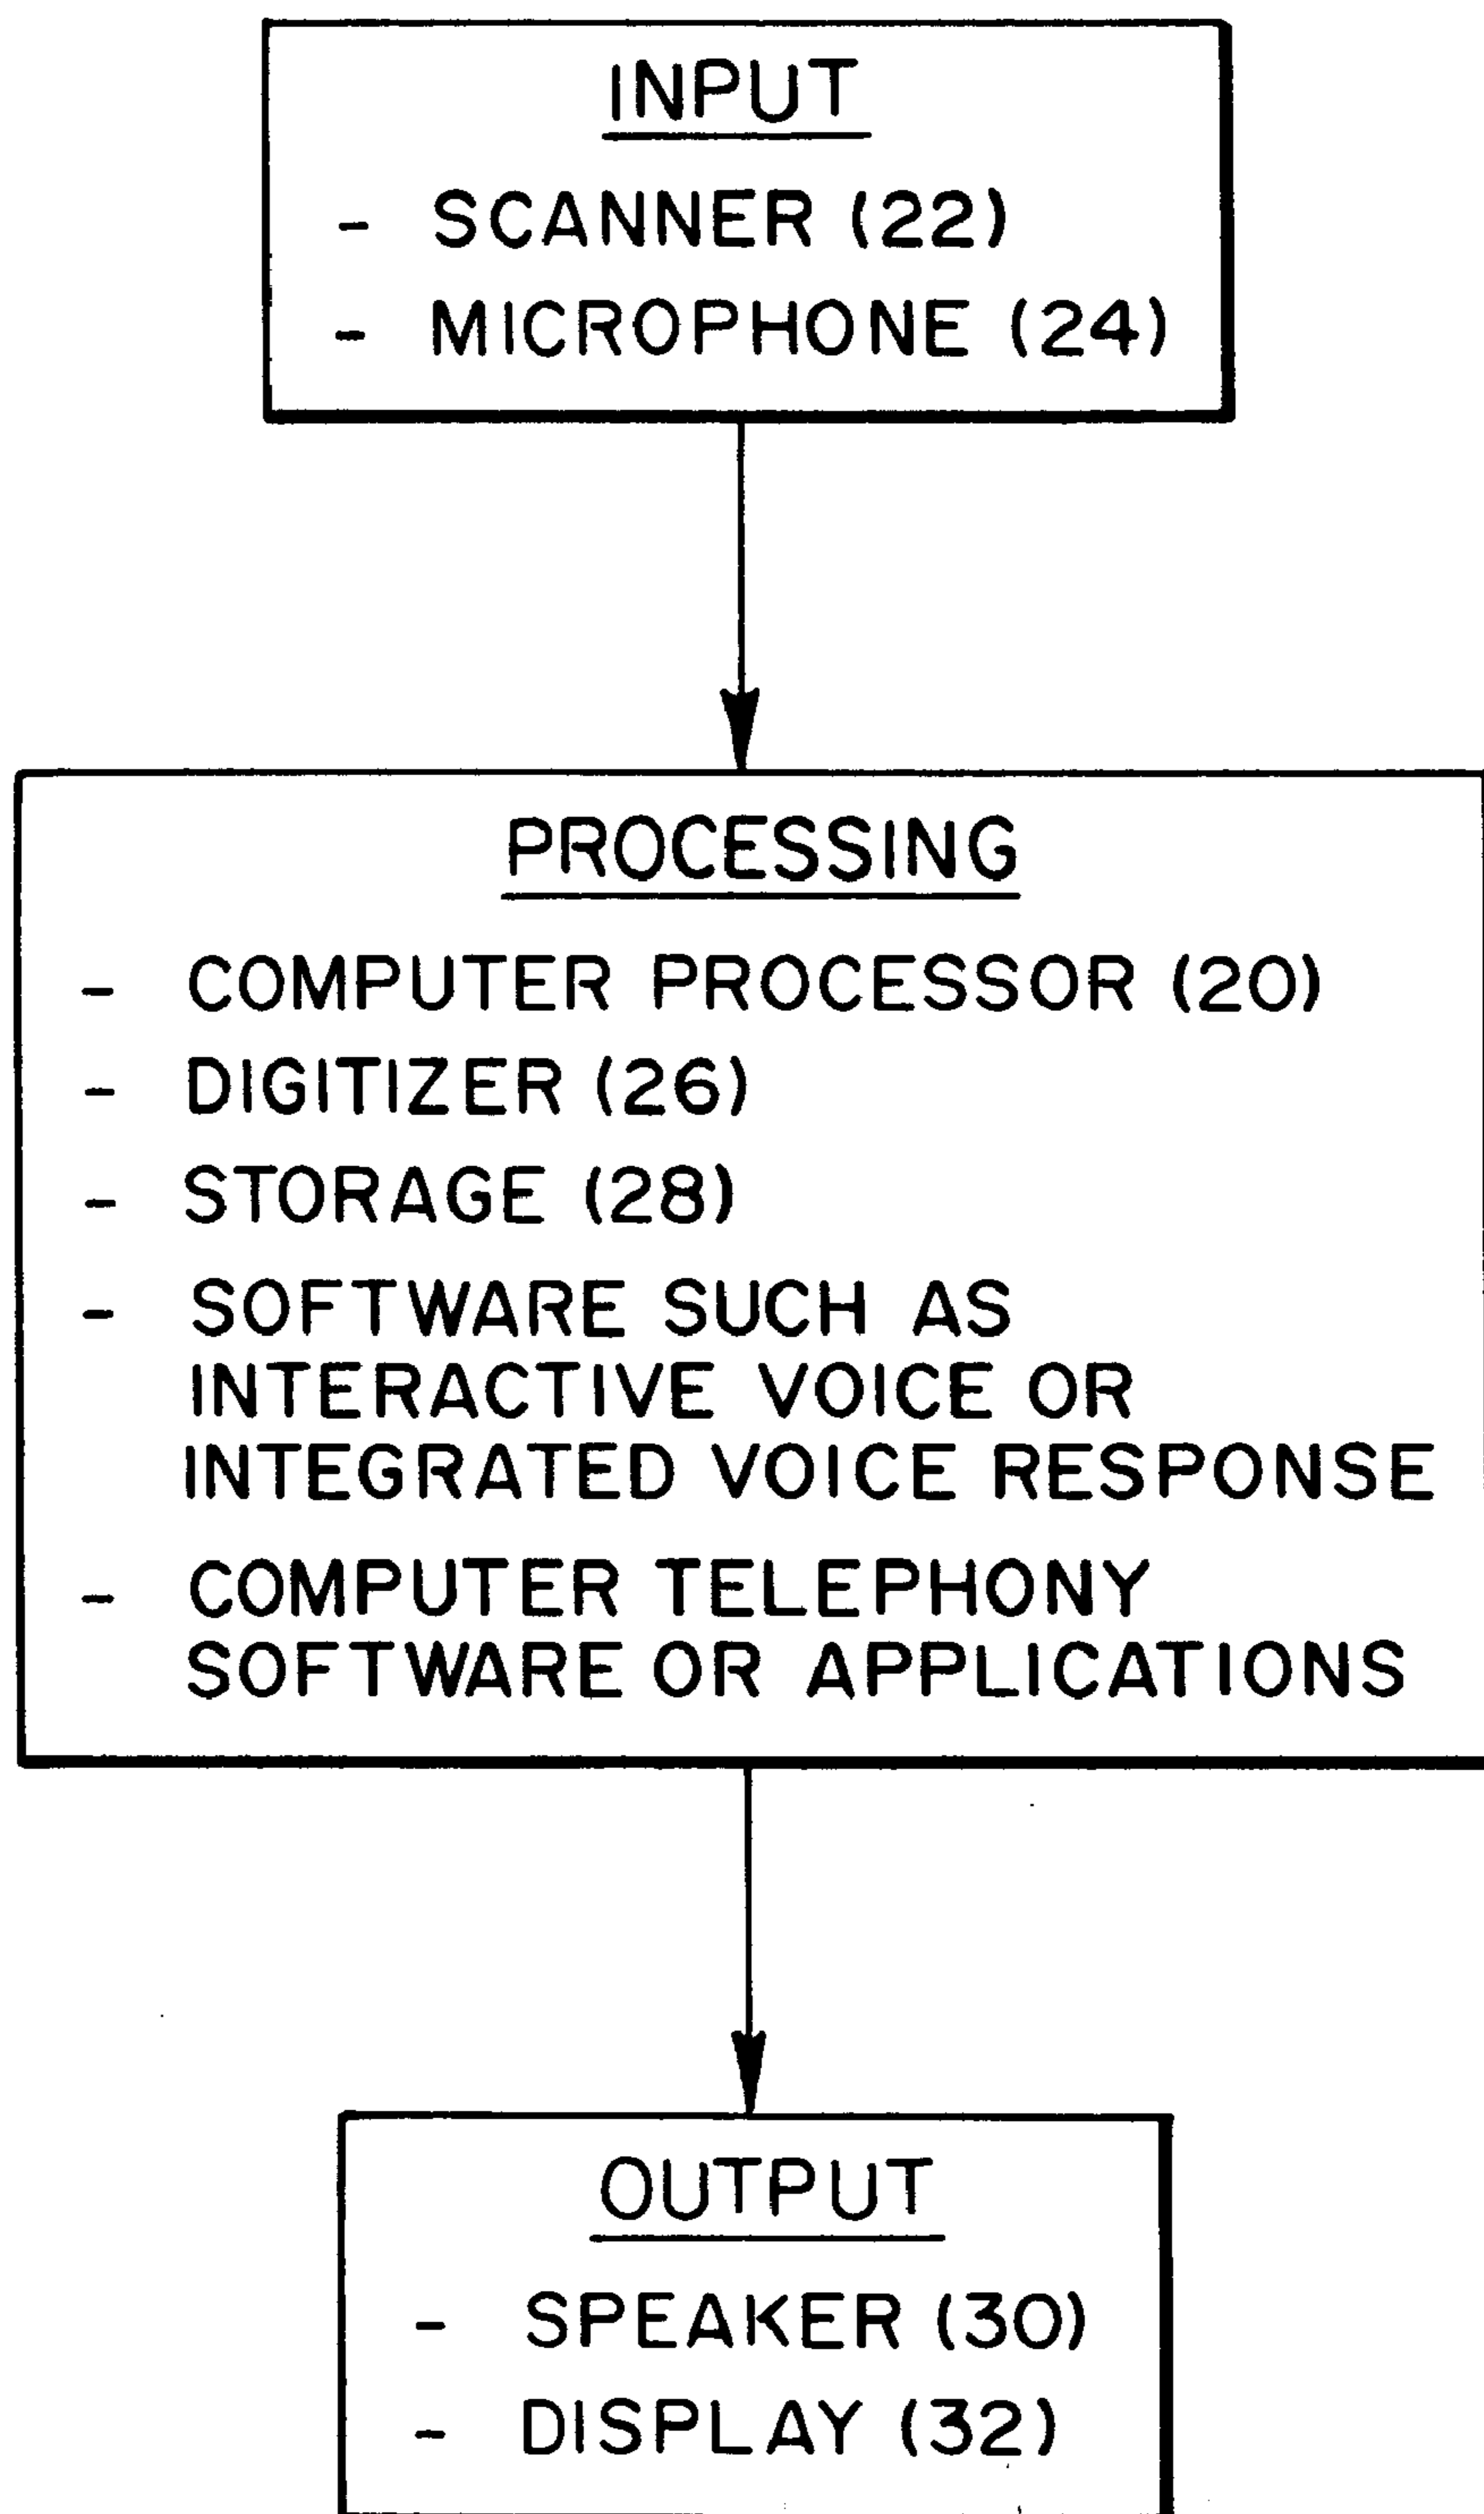 INPUT
- SCANNER (22)
- MICROPHONE (24)
PROCESSING
- COMPUTER PROCESSOR (20)
- DIGITIZER (26)
- STORAGE (28)
- SOFTWARE SUCH AS
INTERACTIVE VOICE OR
INTEGRATED VOICE RESPONSE
- COMPUTER TELEPHONY
SOFTWARE OR APPLICATIONS
OUTPUT
- SPEAKER (30)
- DISPLAY (32)